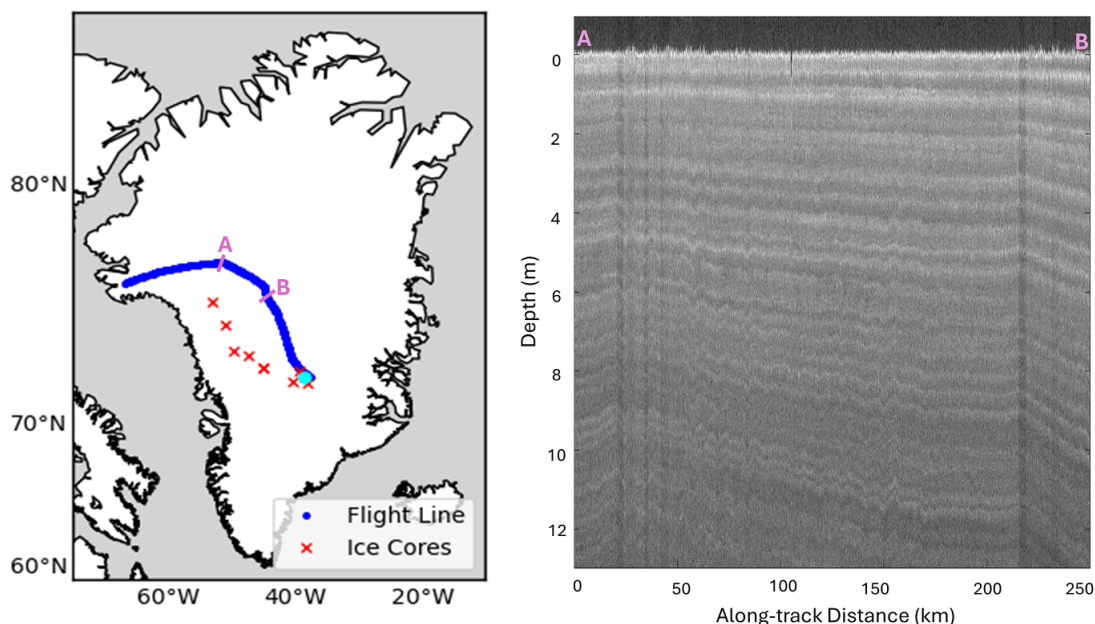 80°N
70°N
60°N
60°W 40°W 20°W
A
B
Flight Line
Ice Cores
A B
0
2
4
6
8
10
12
Depth (m)
0 50 100 150 200 250
Along-track Distance (km)